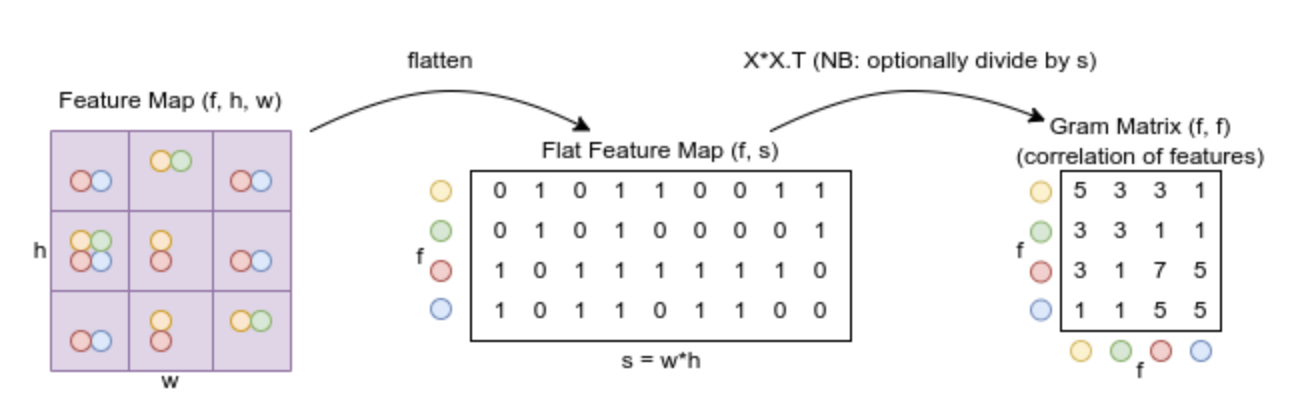 flatten
X*X.T (NB: optionally divide by s)
Feature Map (f, h, w)
h
w
Flat Feature Map (f, s)
f
0 1 0 1 1 0 0 1 1
0 1 0 1 0 0 0 0 1
1 0 1 1 1 1 1 1 0
1 0 1 1 0 1 1 0 0
s = w*h
Gram Matrix (f, f)
(correlation of features)
f
5 3 3 1
3 3 1 1
3 1 7 5
1 1 5 5
f